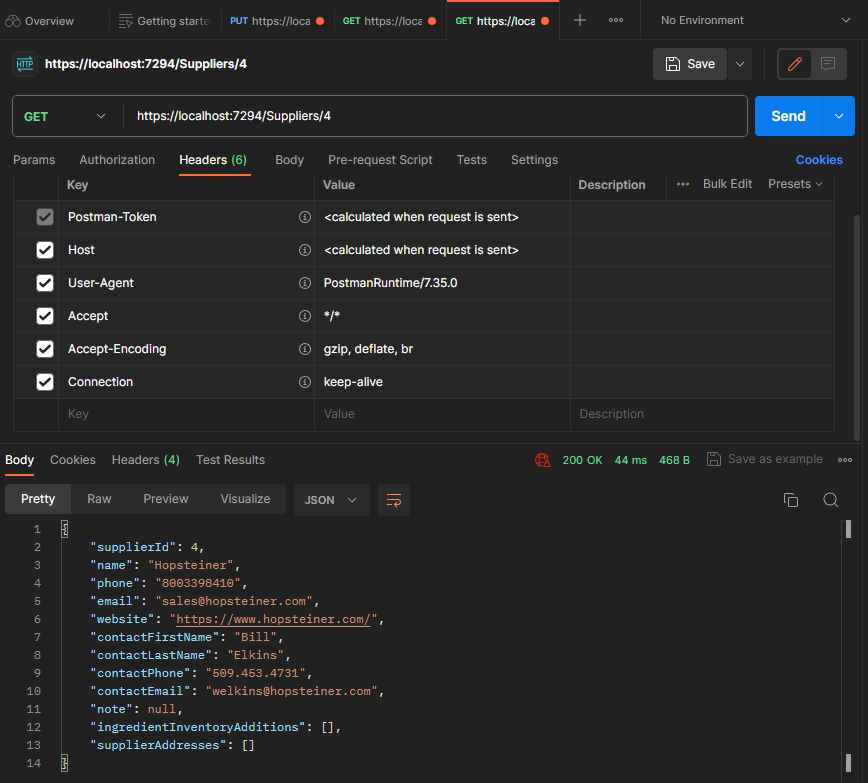 Overview Getting starte PUT https://loca GET https://loca GET https://loca No Environment
HTTP https://localhost:7294/Suppliers/4 Save
GET https://localhost:7294/Suppliers/4 Send
Params Authorization Headers (6) Body Pre-request Script Tests Settings Cookies
Key Value Description Bulk Edit Presets
Postman-Token <calculated when request is sent>
Host <calculated when request is sent>
User-Agent PostmanRuntime/7.35.0
Accept */*
Accept-Encoding gzip, deflate, br
Connection keep-alive
Key Value Description
Body Cookies Headers (4) Test Results 200 OK 44 ms 468 B Save as example
Pretty Raw Preview Visualize JSON
1 {
2 "supplierId": 4,
3 "name": "Hopsteiner",
4 "phone": "8003398410",
5 "email": "sales@hopsteiner.com",
6 "website": "https://www.hopsteiner.com/",
7 "contactFirstName": "Bill",
8 "contactLastName": "Elkins",
9 "contactPhone": "509.453.4731",
10 "contactEmail": "welkins@hopsteiner.com",
11 "note": null,
12 "ingredientInventoryAdditions": [],
13 "supplierAddresses": []
14 }